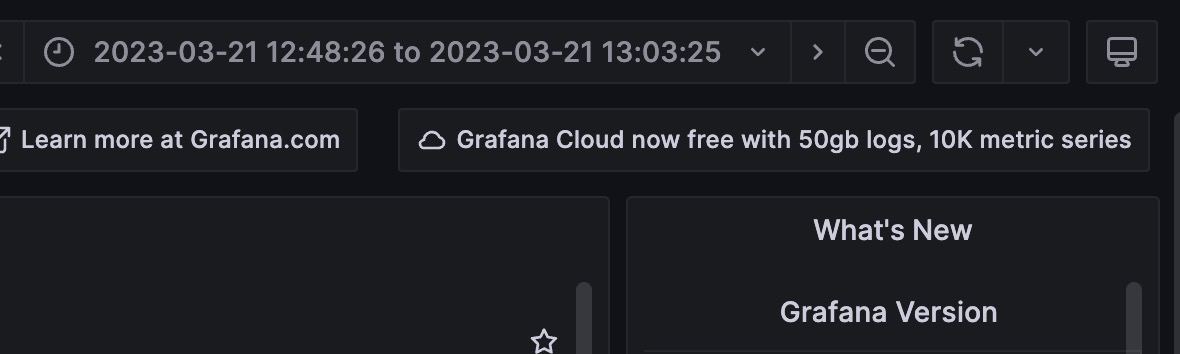 2023-03-21 12:48:26 to 2023-03-21 13:03:25
Learn more at Grafana.com
Grafana Cloud now free with 50gb logs, 10K metric series
What's New
Grafana Version